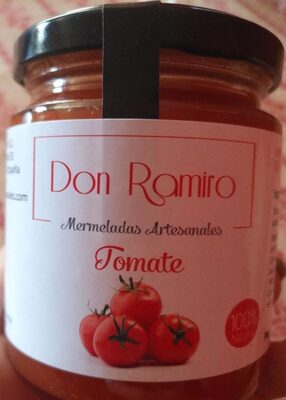 Don Ramiro
Mermeladas Artesanales
Tomate
100%